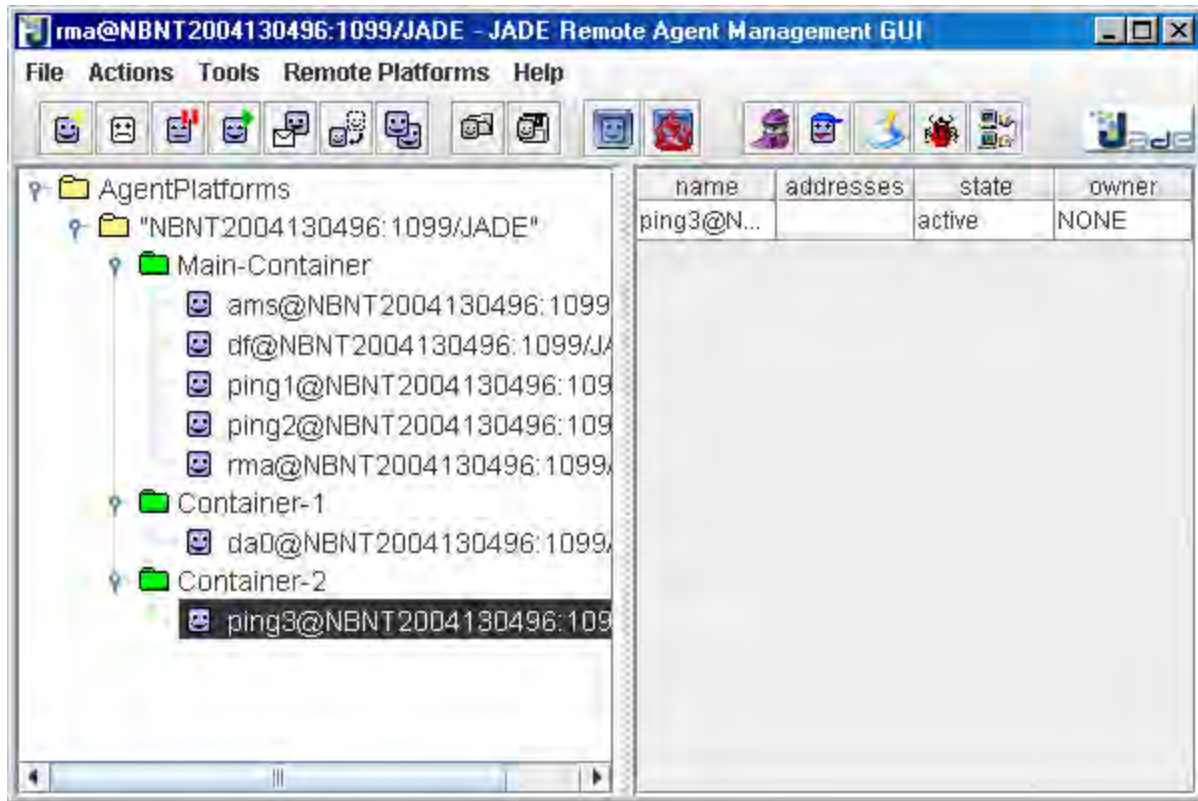 rma@NBNT2004130496:1099/JADE - JADE Remote Agent Management GUI
File Actions Tools Remote Platforms Help
Jade
AgentPlatforms
"NBNT2004130496:1099/JADE"
Main-Container
ams@NBNT2004130496:1099
df@NBNT2004130496:1099/JA
ping1@NBNT2004130496:109
ping2@NBNT2004130496:109
rma@NBNT2004130496:1099/
Container-1
da0@NBNT2004130496:1099/
Container-2
ping3@NBNT2004130496:109
name addresses state owner
ping3@N... active NONE